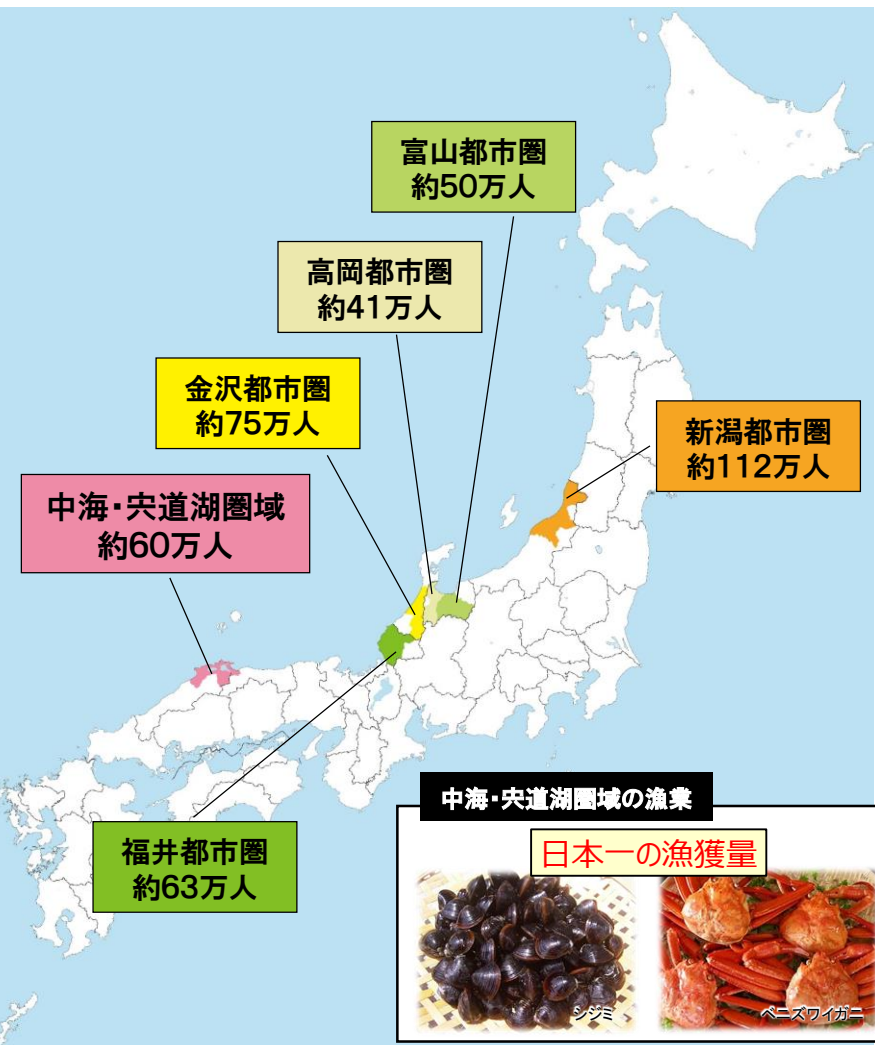 富山都市圏
約50万人
高岡都市圏
約41万人
金沢都市圏
約75万人
新潟都市圏
約112万人
中海・宍道湖圏域
約60万人
福井都市圏
約63万人
中海・宍道湖圏域の漁業
日本一の漁獲量
シジミ
ベニズワイガニ